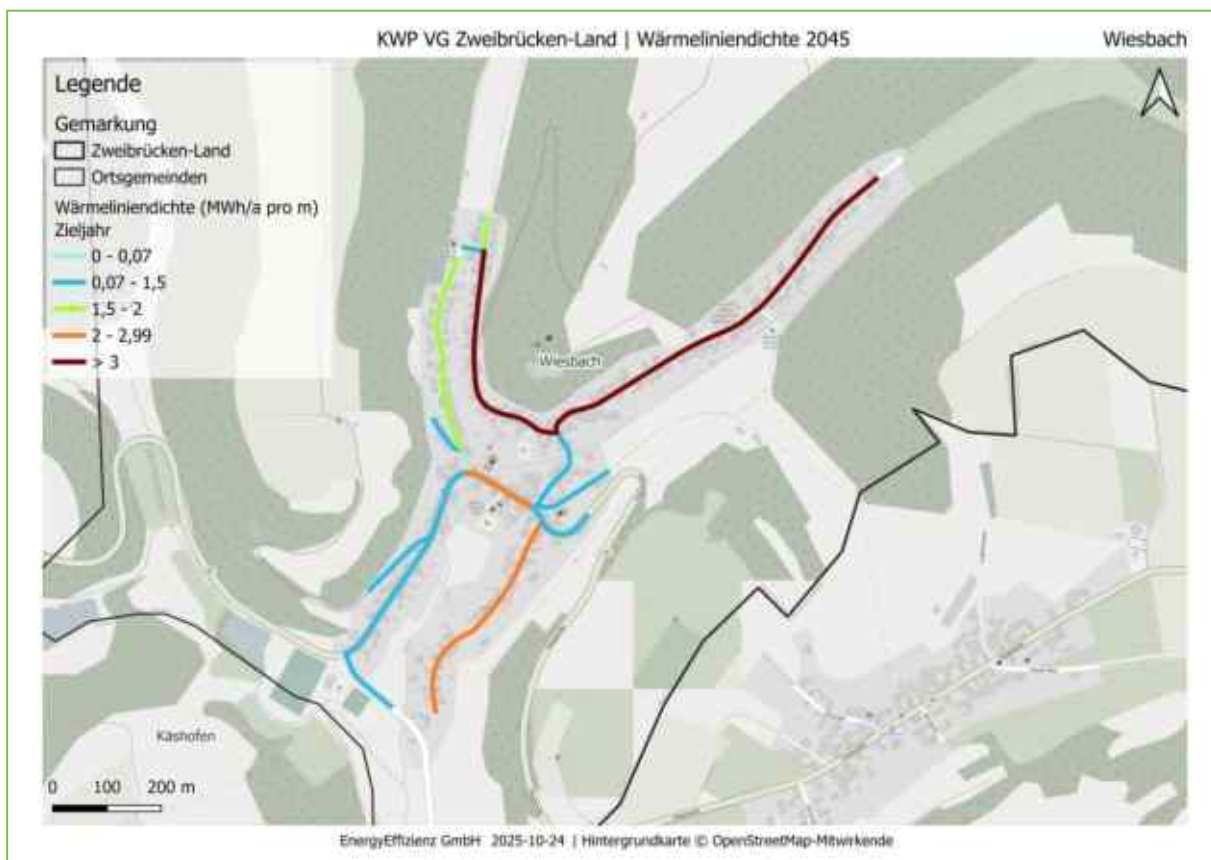 KWP VG Zweibrücken-Land | Wärmeliniendichte 2045
Wiesbach
Legende
Gemarkung
Zweibrücken-Land
Ortsgemeinden
Wärmeliniendichte (MWh/a pro m)
Zieljahr
0 - 0,07
0,07 - 1,5
1,5 - 2
2 - 2,99
> 3
Wiesbach
Käshofen
0 100 200 m
EnergyEffizienz GmbH 2025-10-24 | Hintergrundkarte © OpenStreetMap-Mitwirkende